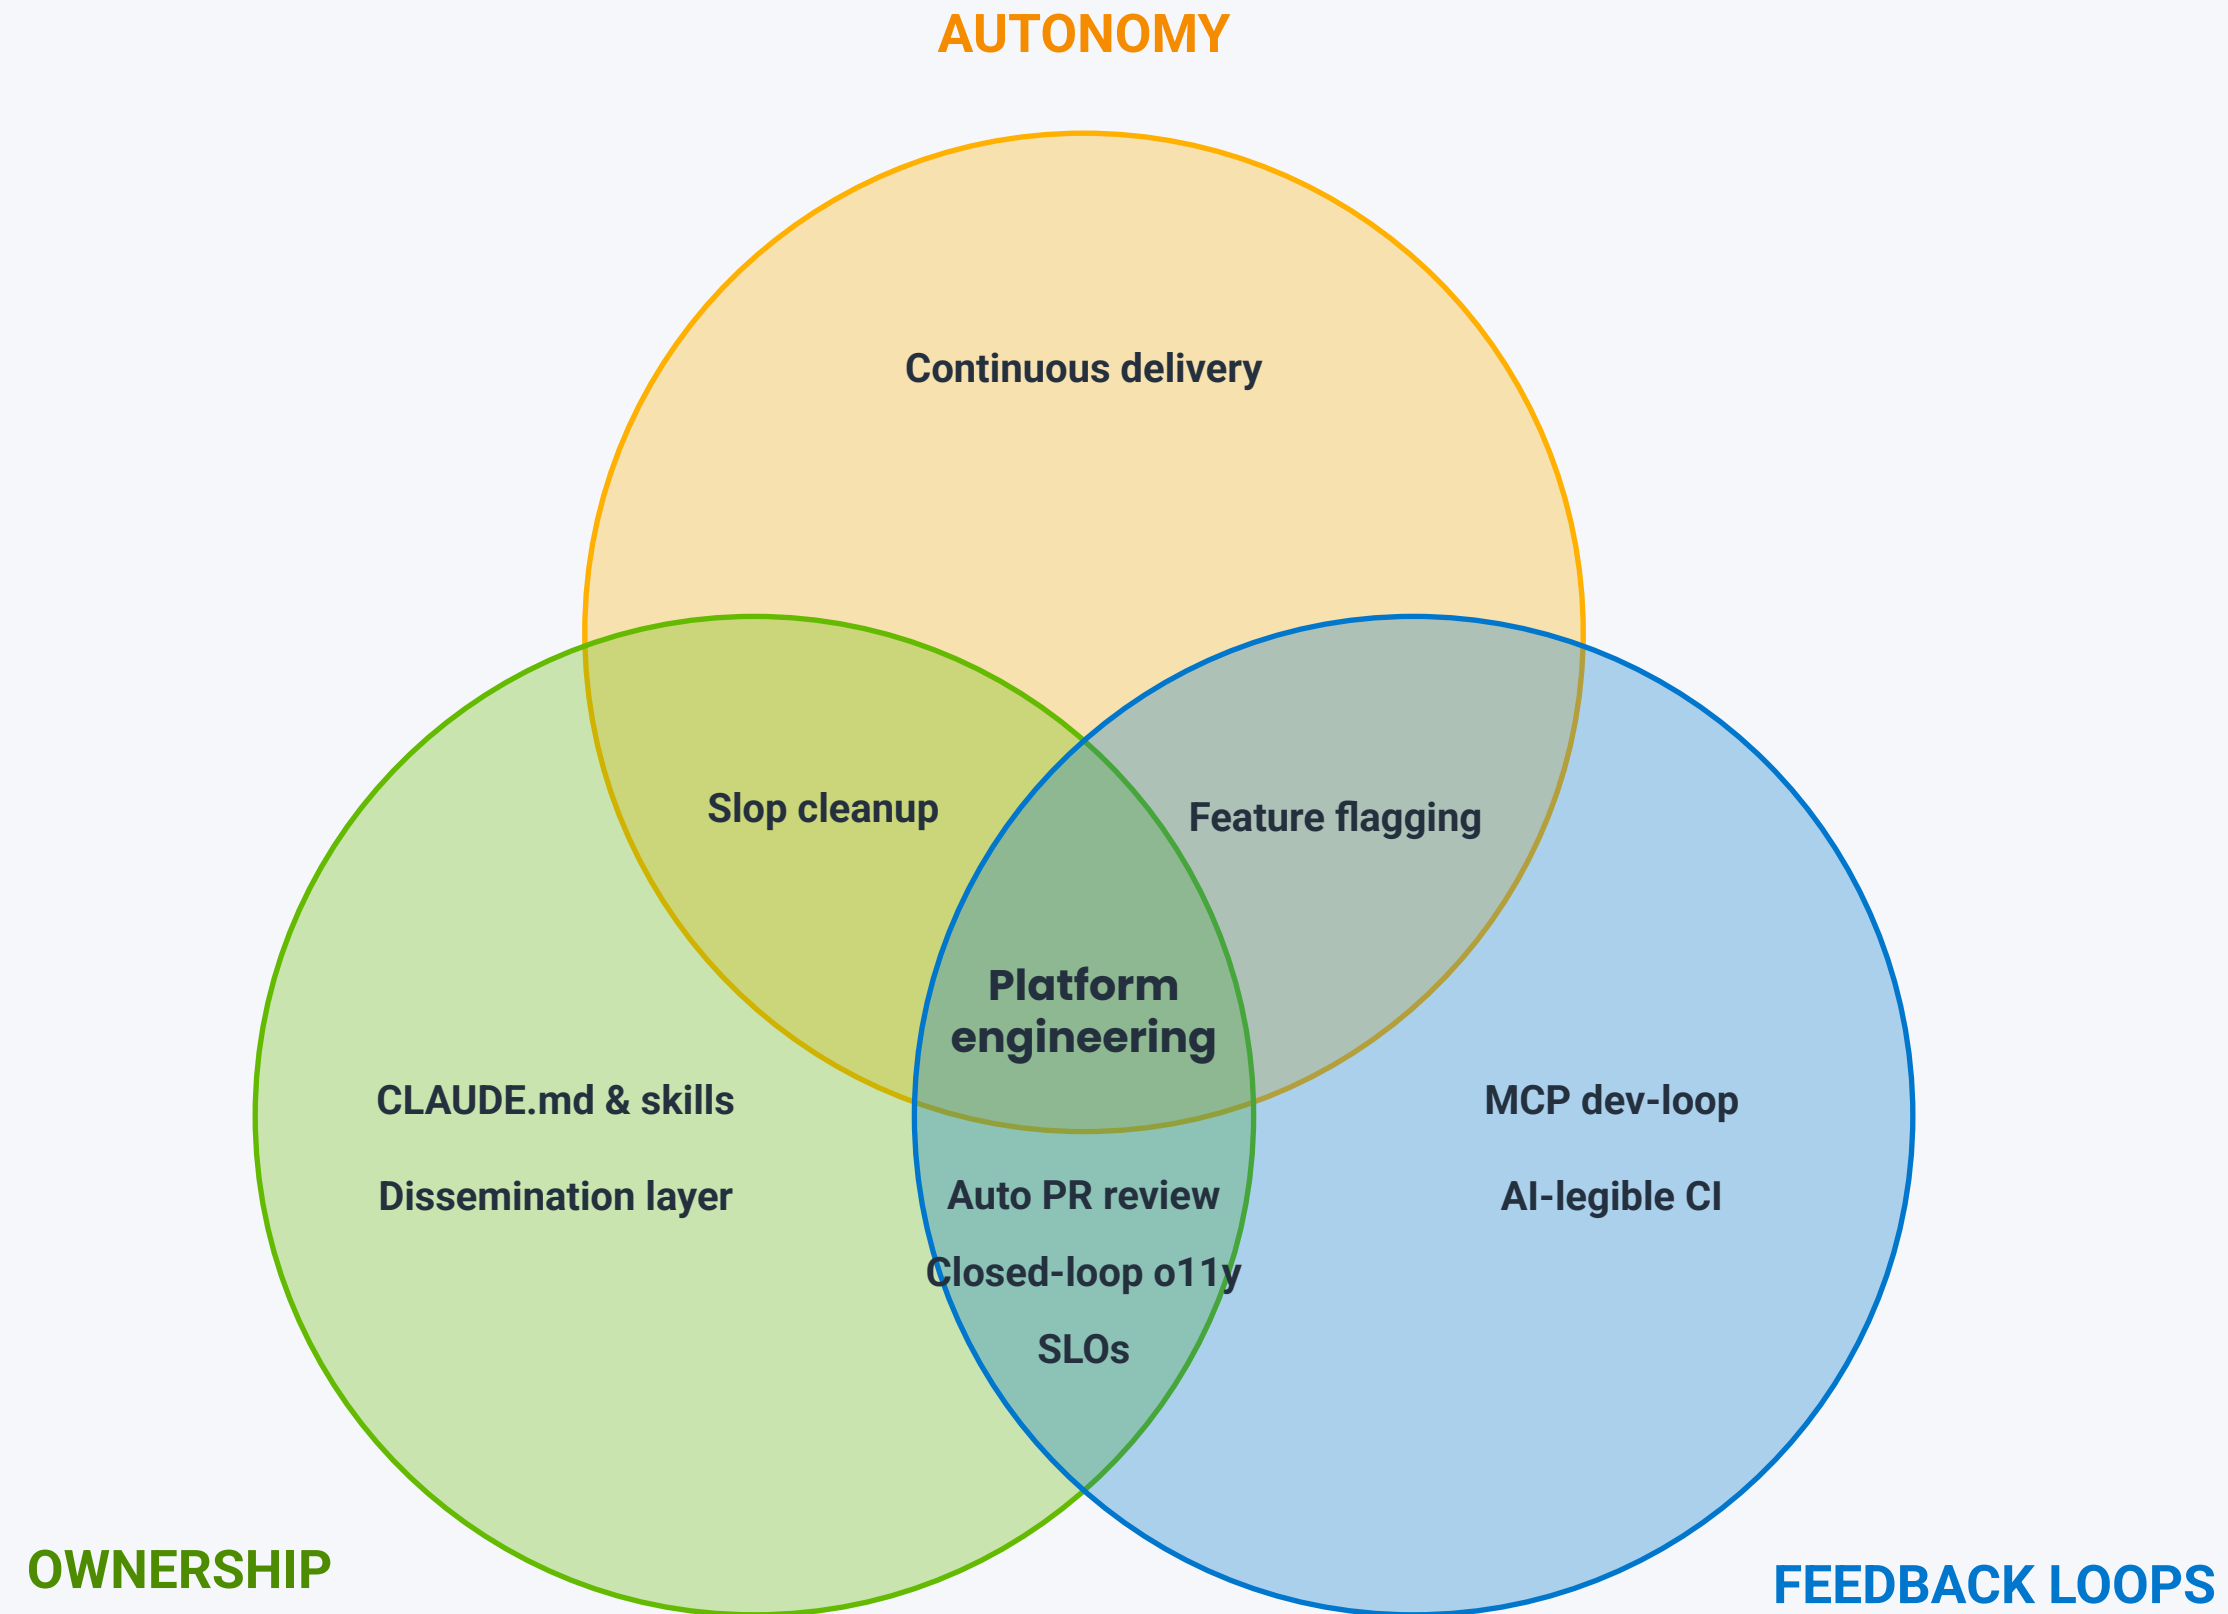 AUTONOMY
Continuous delivery
Slop cleanup
Feature flagging
Platform
engineering
CLAUDE.md & skills
MCP dev-loop
Dissemination layer
Auto PR review
AI-legible CI
Closed-loop o11y
SLOs
OWNERSHIP
FEEDBACK LOOPS